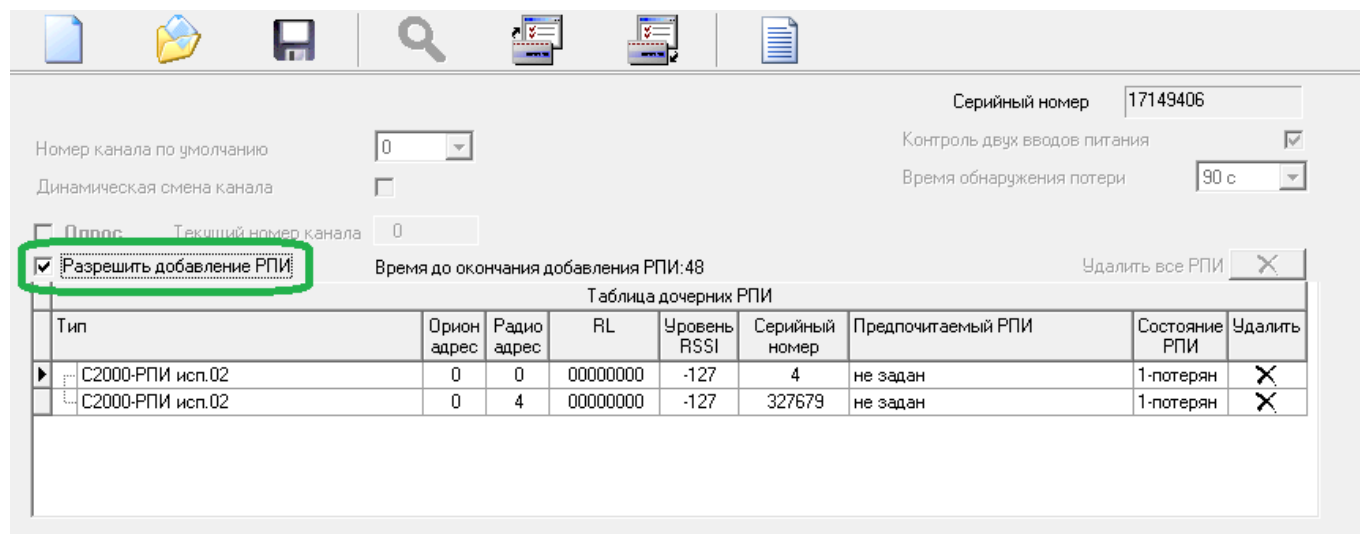 Серийный номер 17149406
Номер канала по умолчанию 0 Контроль двух вводов питания
Динамическая смена канала Время обнаружения потери 90 с
Опрос Текущий номер канала 0
Разрешить добавление РПИ Время до окончания добавления РПИ:48 Удалить все РПИ
Таблица дочерних РПИ
Тип Орион адрес Радио адрес RL Уровень RSSI Серийный номер Предпочитаемый РПИ Состояние РПИ Удалить
С2000-РПИ исп.02 0 0 00000000 -127 4 не задан 1-потерян
С2000-РПИ исп.02 0 4 00000000 -127 327679 не задан 1-потерян